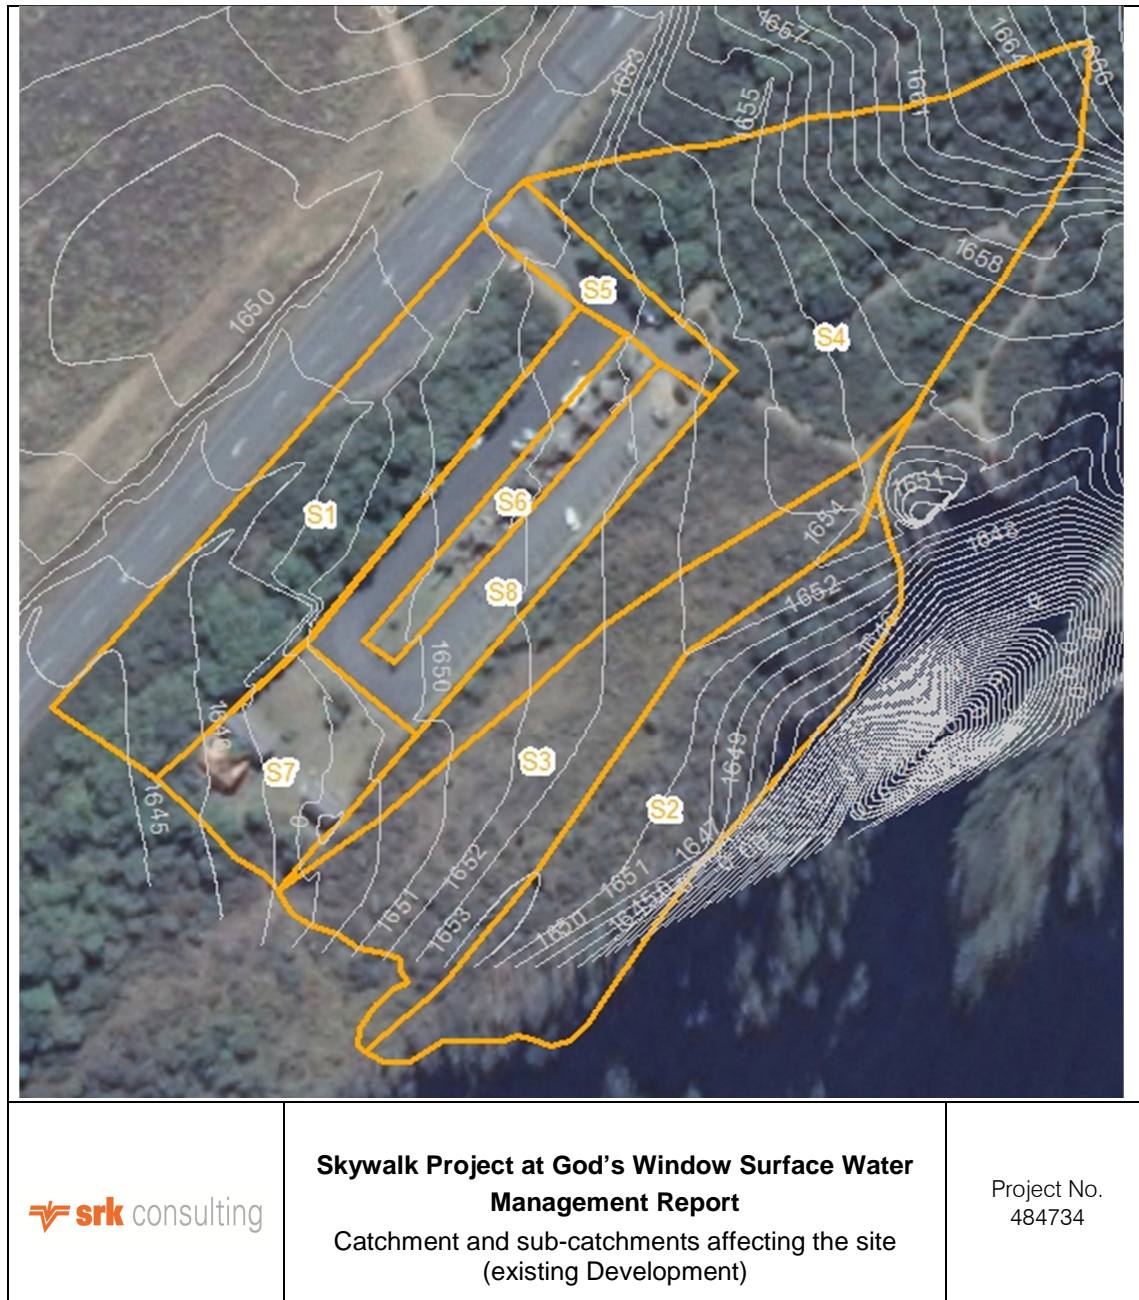 1657
1664
1666
1653
1655
1661
1658
1650
S5
S4
1651
S1
S6
1654
1648
S8
1652
1650
1649
1646
S3
S7
S2
1645
1647
1652
1651
1651
1653
1650
srk consulting
Skywalk Project at God's Window Surface Water
Management Report
Catchment and sub-catchments affecting the site
(existing Development)
Project No.
484734